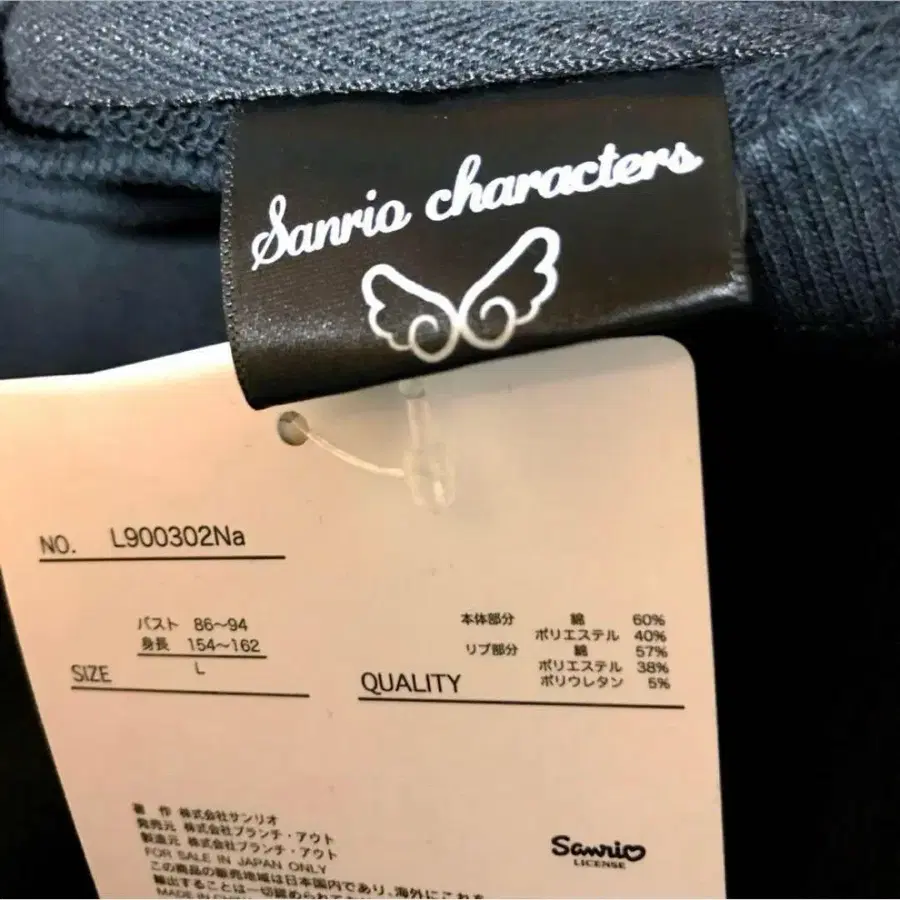 Sanrio characters
NO. L900302Na
バスト 86〜94
身長 154〜162
SIZE L
本体部分 綿 60%
ポリエステル 40%
リブ部分 綿 57%
ポリエステル 38%
ポリウレタン 5%
QUALITY
著 作 株式会社サンリオ
発売元 株式会社ブランチ・アウト
製造元 株式会社ブランチ・アウト
FOR SALE IN JAPAN ONLY
この商品の販売地域は日本国内であり、海外にこれを
輸出することは一切認められており
MADE IN CHINA
Sanrio
LICENSE